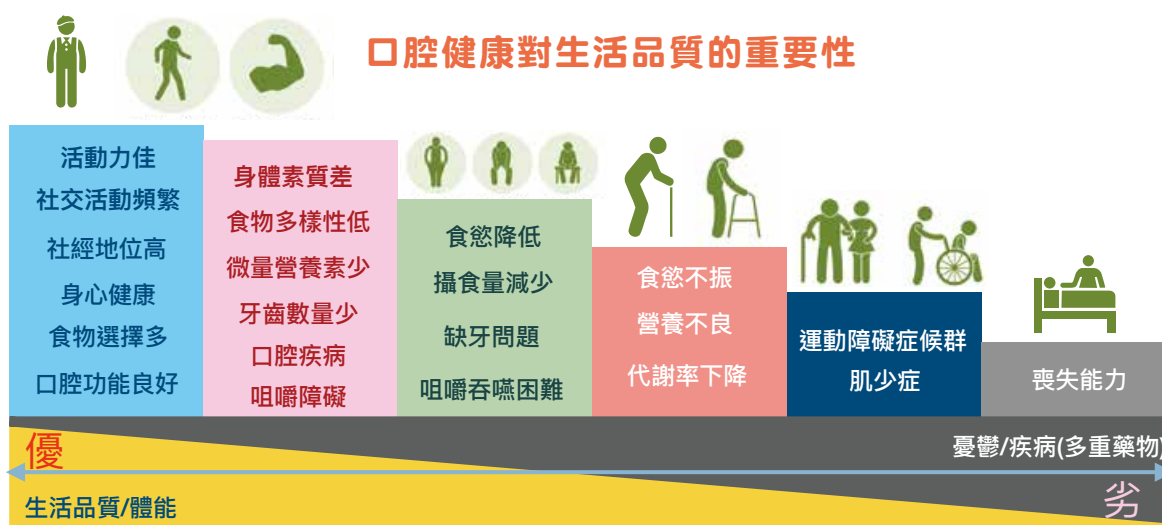 口腔健康對生活品質的重要性
活動力佳
社交活動頻繁
社經地位高
身心健康
食物選擇多
口腔功能良好
身體素質差
食物多樣性低
微量營養素少
牙齒數量少
口腔疾病
咀嚼障礙
食慾降低
攝食量減少
缺牙問題
咀嚼吞嚥困難
食慾不振
營養不良
代謝率下降
運動障礙症候群
肌少症
喪失能力
優
憂鬱/疾病(多重藥物)
生活品質/體能
劣